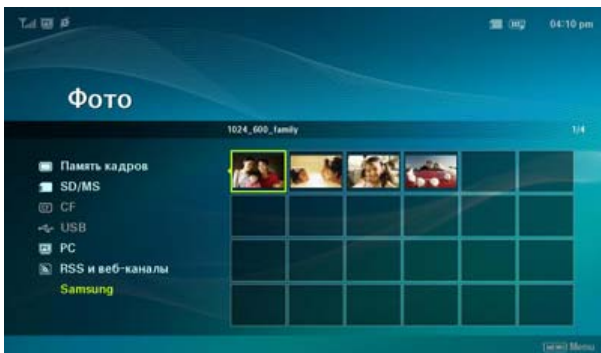 04:10 pm
Фото
1024_600_family 1/4
Память кадров
SD/MS
CF
USB
PC
RSS и веб-каналы
Samsung
MENU Menu